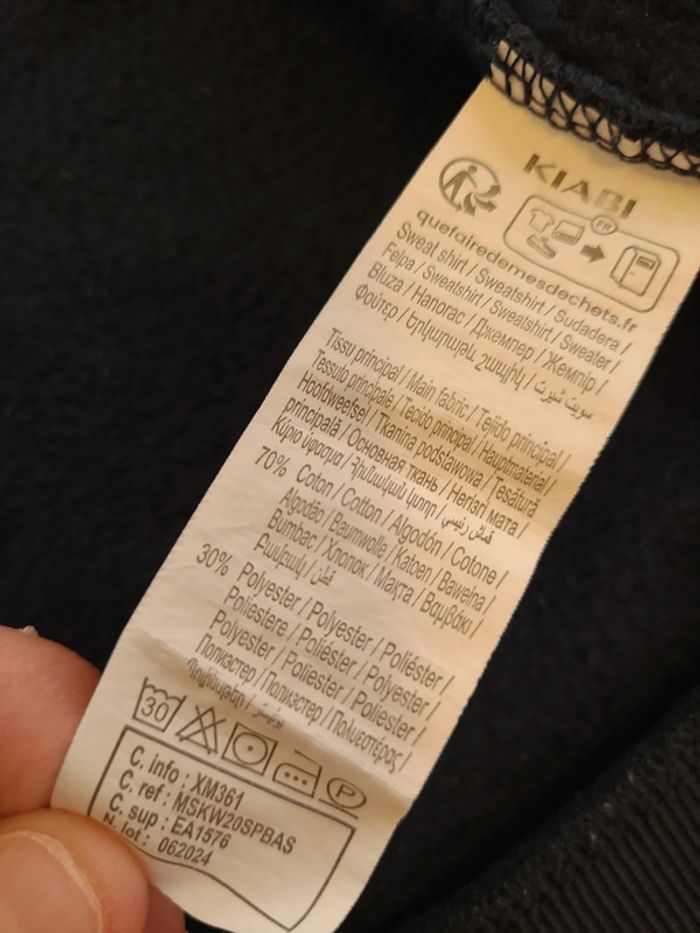 KIABI
FR
quefairedemesdechets.fr
Sweat shirt / Sweatshirt / Sudadera /
Felpa / Sweatshirt / Sweatshirt / Sweater /
Bluza / Hanorac / Джемпер / Жемпір /
Φούτερ / Երկարաթև շապիկ / سويت شيرت
Tissu principal / Main fabric / Tejido principal /
Tessuto principale / Tecido principal / Hauptmaterial /
Hoofdweefsel / Tkanina podstawowa / Țesătură
principală / Основная ткань / Негізгі мата /
Κύριο ύφασμα / Հիմնական կտոր / قماش رئيسي
70% Coton / Cotton / Algodón / Cotone /
Algodão / Baumwolle / Katoen / Bawełna /
Bumbac / Хлопок / Мақта / Βαμβάκι /
Բամբակ / قطن
30% Polyester / Polyester / Poliéster /
Poliestere / Poliéster / Polyester /
Polyester / Poliester / Poliester /
Полиэстер / Полиэстер / Πολυεστέρας /
Պոլիեսթեր / بوليستر
30 P
C. info : XM361
C. ref : MSKW20SPBAS
C. sup : EA1576
N. lot : 062024